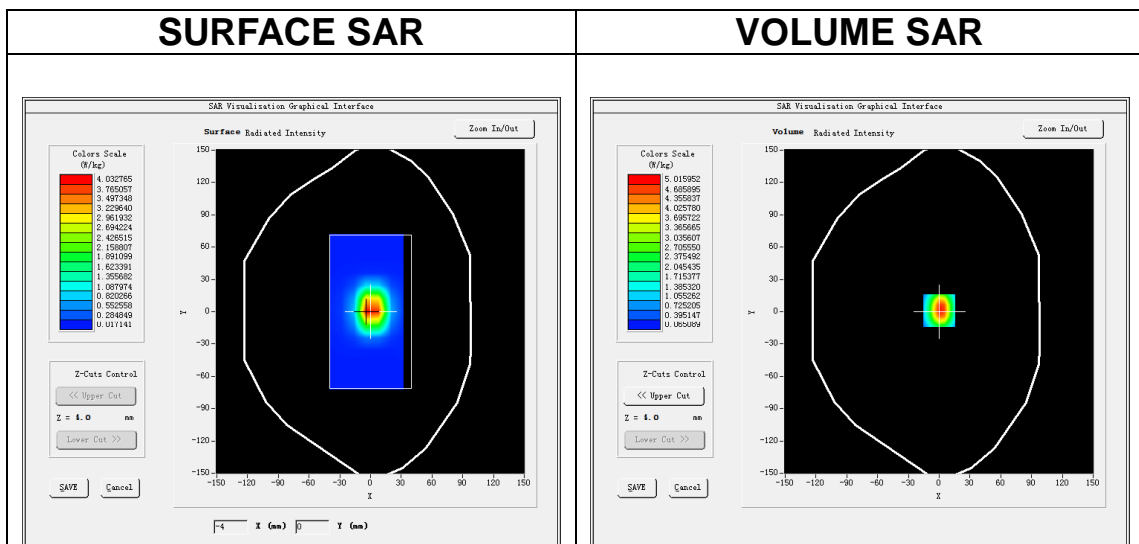 SURFACE SAR
VOLUME SAR
SAR Visualisation Graphical Interface
Surface Radiated Intensity
Zoom In/Out
Colors Scale
(W/kg)
4.032765
3.765057
3.497348
3.229640
2.961932
2.694224
2.426515
2.158807
1.891099
1.623391
1.355682
1.087974
0.820266
0.552558
0.284849
0.017141
150
120
90
60
30
0
-30
-60
-90
-120
-150
Y
-150 -120 -90 -60 -30 0 30 60 90 120 150
X
Z-Cuts Control
<< Upper Cut
Z = 4.0 mm
Lower Cut >>
SAVE Cancel
-4 X (mm) 0 Y (mm)
SAR Visualisation Graphical Interface
Volume Radiated Intensity
Zoom In/Out
Colors Scale
(W/kg)
5.015952
4.685895
4.355837
4.025780
3.695722
3.365665
3.035607
2.705550
2.375492
2.045435
1.715377
1.385320
1.055262
0.725205
0.395147
0.065089
150
120
90
60
30
0
-30
-60
-90
-120
-150
Y
-150 -120 -90 -60 -30 0 30 60 90 120 150
X
Z-Cuts Control
<< Upper Cut
Z = 4.0 mm
Lower Cut >>
SAVE Cancel